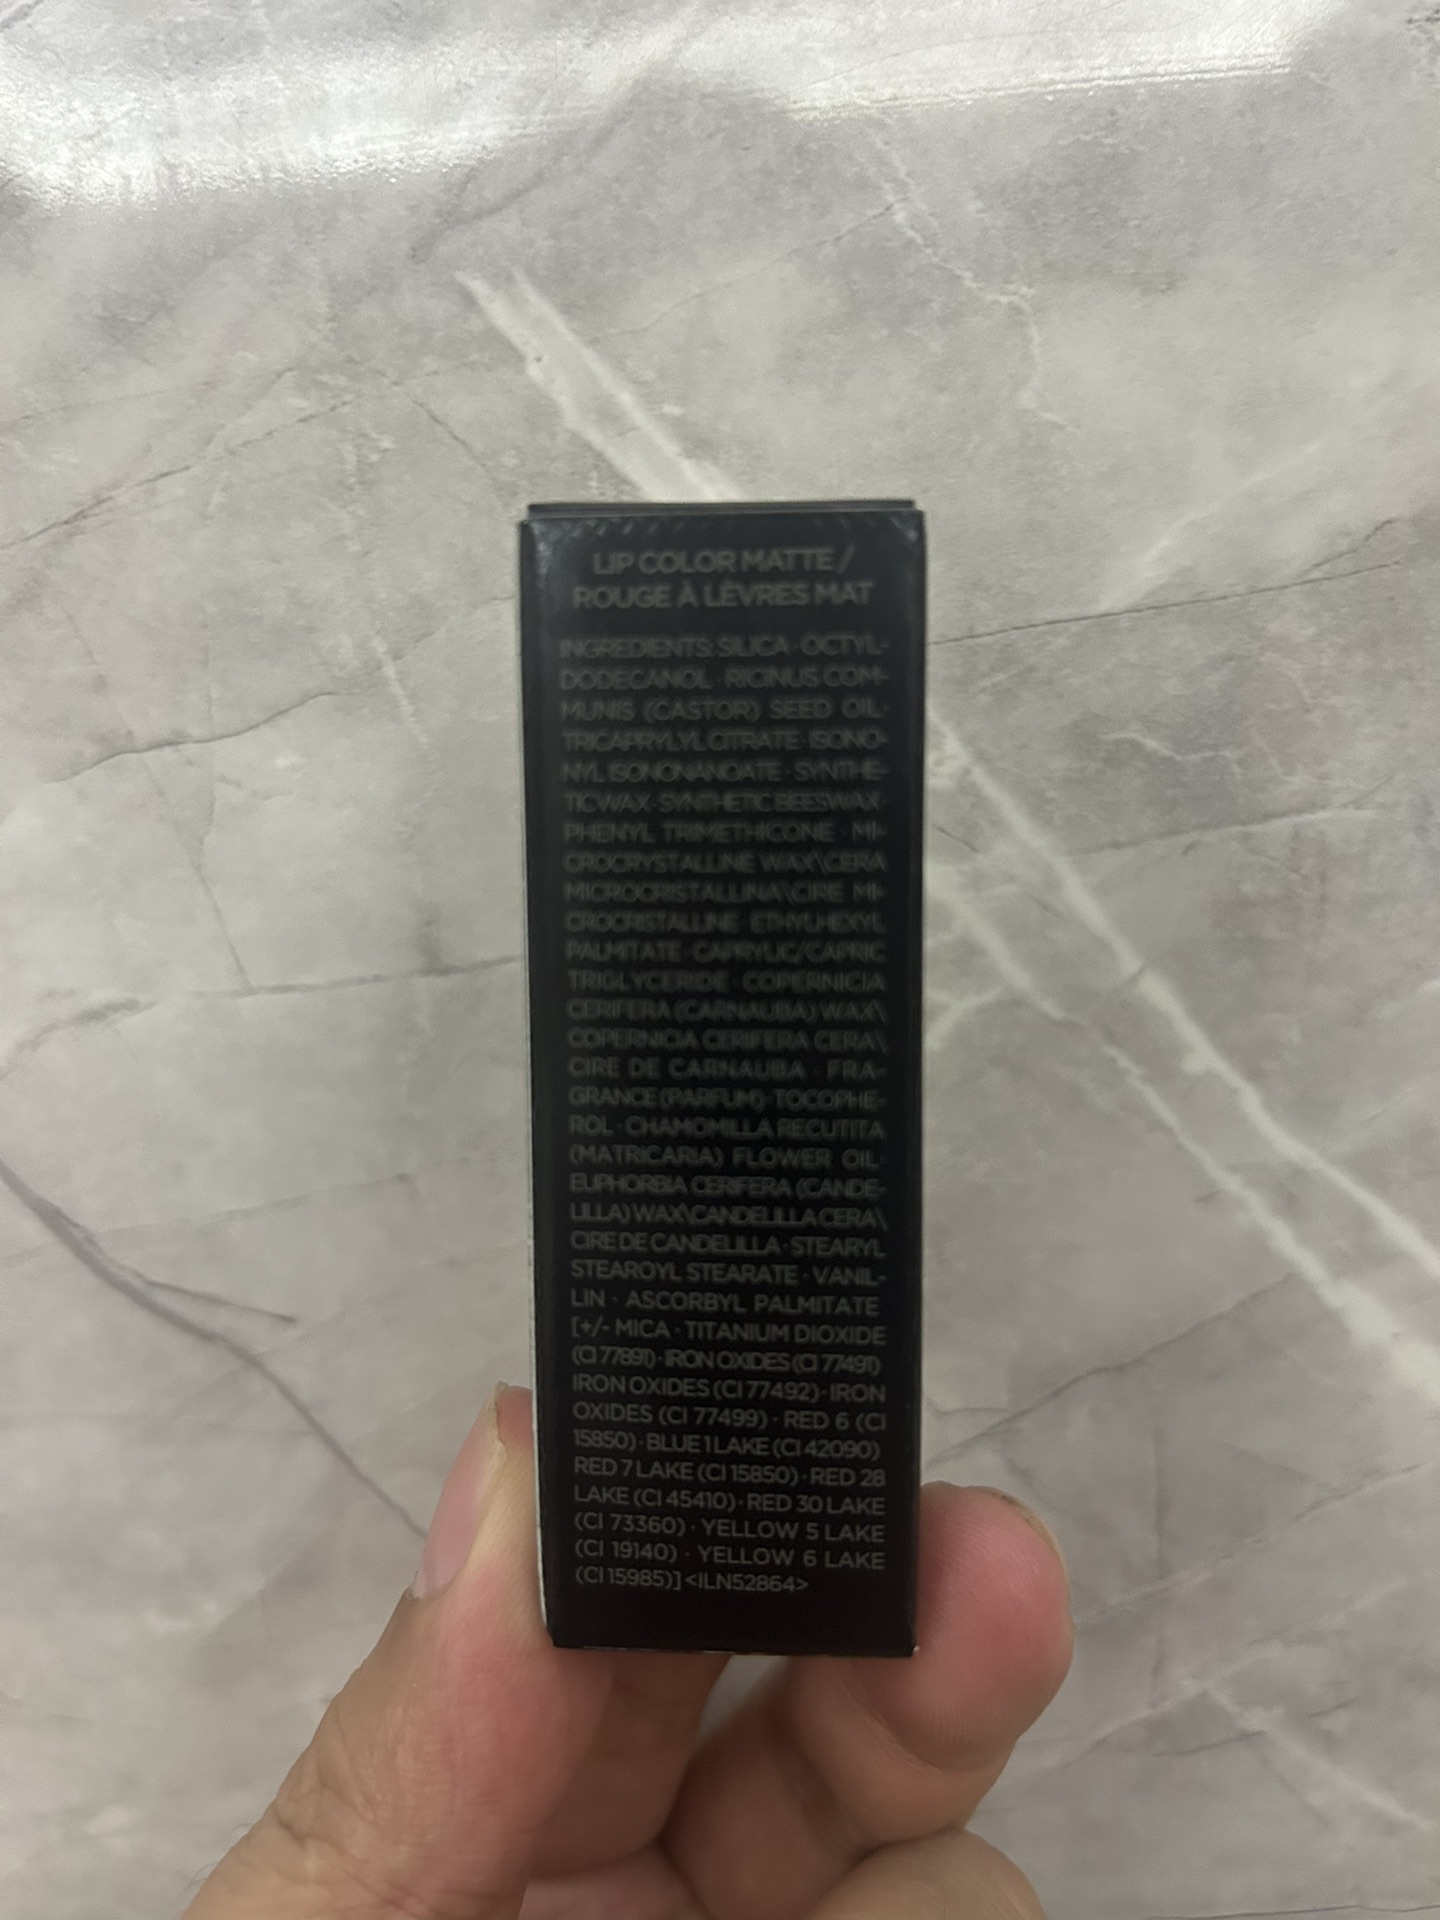 LIP COLOR MATTE /
ROUGE À LÈVRES MAT
INGREDIENTS: SILICA · OCTYL-
DODECANOL · RICINUS COM-
MUNIS (CASTOR) SEED OIL·
TRICAPRYLYL CITRATE · ISONO-
NYL ISONONANOATE · SYNTHE-
TIC WAX · SYNTHETIC BEESWAX·
PHENYL TRIMETHICONE · MI-
CROCRYSTALLINE WAX\CERA
MICROCRISTALLINA\CIRE MI-
CROCRISTALLINE · ETHYLHEXYL
PALMITATE · CAPRYLIC/CAPRIC
TRIGLYCERIDE · COPERNICIA
CERIFERA (CARNAUBA) WAX\
COPERNICIA CERIFERA CERA\
CIRE DE CARNAUBA · FRA-
GRANCE (PARFUM) · TOCOPHE-
ROL · CHAMOMILLA RECUTITA
(MATRICARIA) FLOWER OIL·
EUPHORBIA CERIFERA (CANDE-
LILLA) WAX\CANDELILLA CERA\
CIRE DE CANDELILLA · STEARYL
STEAROYL STEARATE · VANIL-
LIN · ASCORBYL PALMITATE
[+/- MICA · TITANIUM DIOXIDE
(CI 77891) · IRON OXIDES (CI 77491)
IRON OXIDES (CI 77492) · IRON
OXIDES (CI 77499) · RED 6 (CI
15850) · BLUE 1 LAKE (CI 42090)
RED 7 LAKE (CI 15850) · RED 28
LAKE (CI 45410) · RED 30 LAKE
(CI 73360) · YELLOW 5 LAKE
(CI 19140) · YELLOW 6 LAKE
(CI 15985)] <ILN52864>